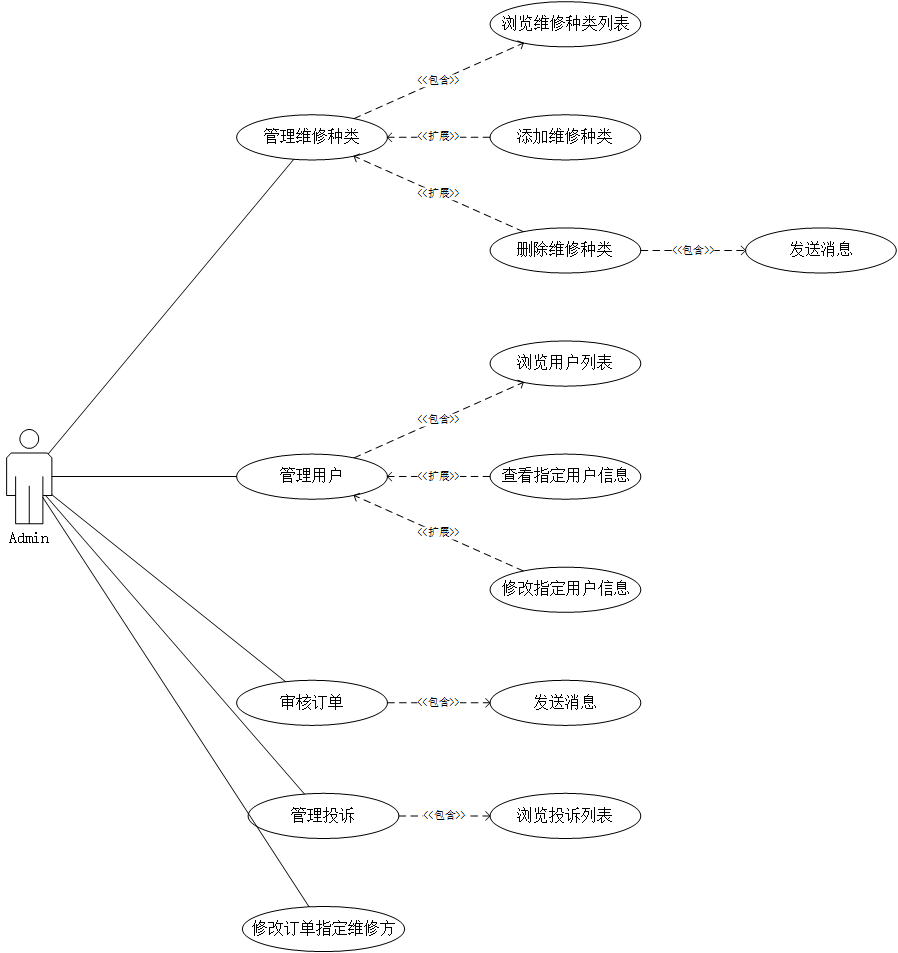 浏览维修种类列表
<<包含>>
管理维修种类
<<扩展>>
添加维修种类
<<扩展>>
删除维修种类
<<包含>>
发送消息
浏览用户列表
<<包含>>
管理用户
<<扩展>>
查看指定用户信息
<<扩展>>
Admin
修改指定用户信息
审核订单
<<包含>>
发送消息
管理投诉
<<包含>>
浏览投诉列表
修改订单指定维修方